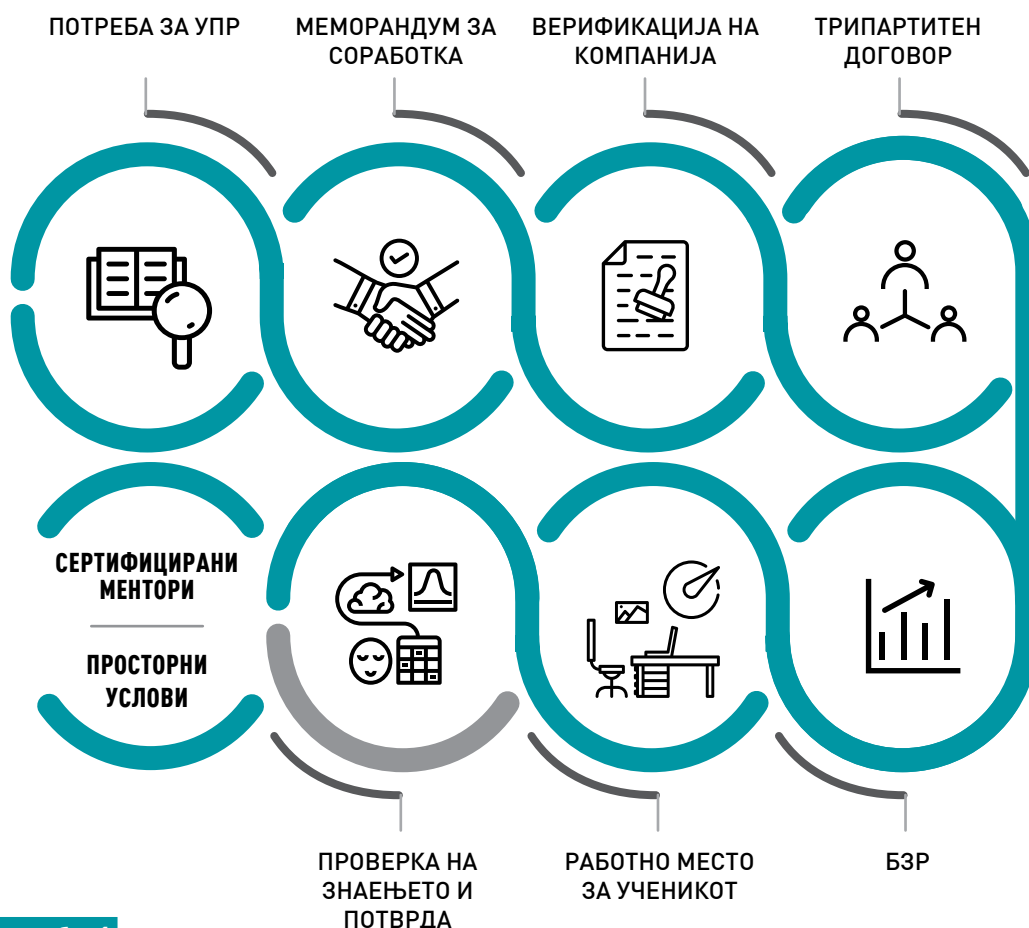 ПОТРЕБА ЗА УПР
МЕМОРАНДУМ ЗА
СОРАБОТКА
ВЕРИФИКАЦИЈА НА
КОМПАНИЈА
ТРИПАРТИТЕН
ДОГОВОР
СЕРТИФИЦИРАНИ
МЕНТОРИ
ПРОСТОРНИ
УСЛОВИ
ПРОВЕРКА НА
ЗНАЕЊЕТО И
ПОТВРДА
РАБОТНО МЕСТО
ЗА УЧЕНИКОТ
БЗР